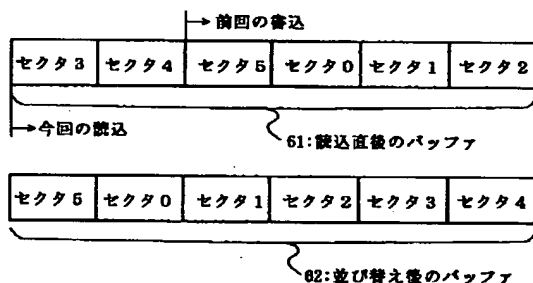 前回の書込
セクタ3 セクタ4 セクタ5 セクタ0 セクタ1 セクタ2
今回の読込
61:読込直後のバッファ
セクタ5 セクタ0 セクタ1 セクタ2 セクタ3 セクタ4
62:並び替え後のバッファ